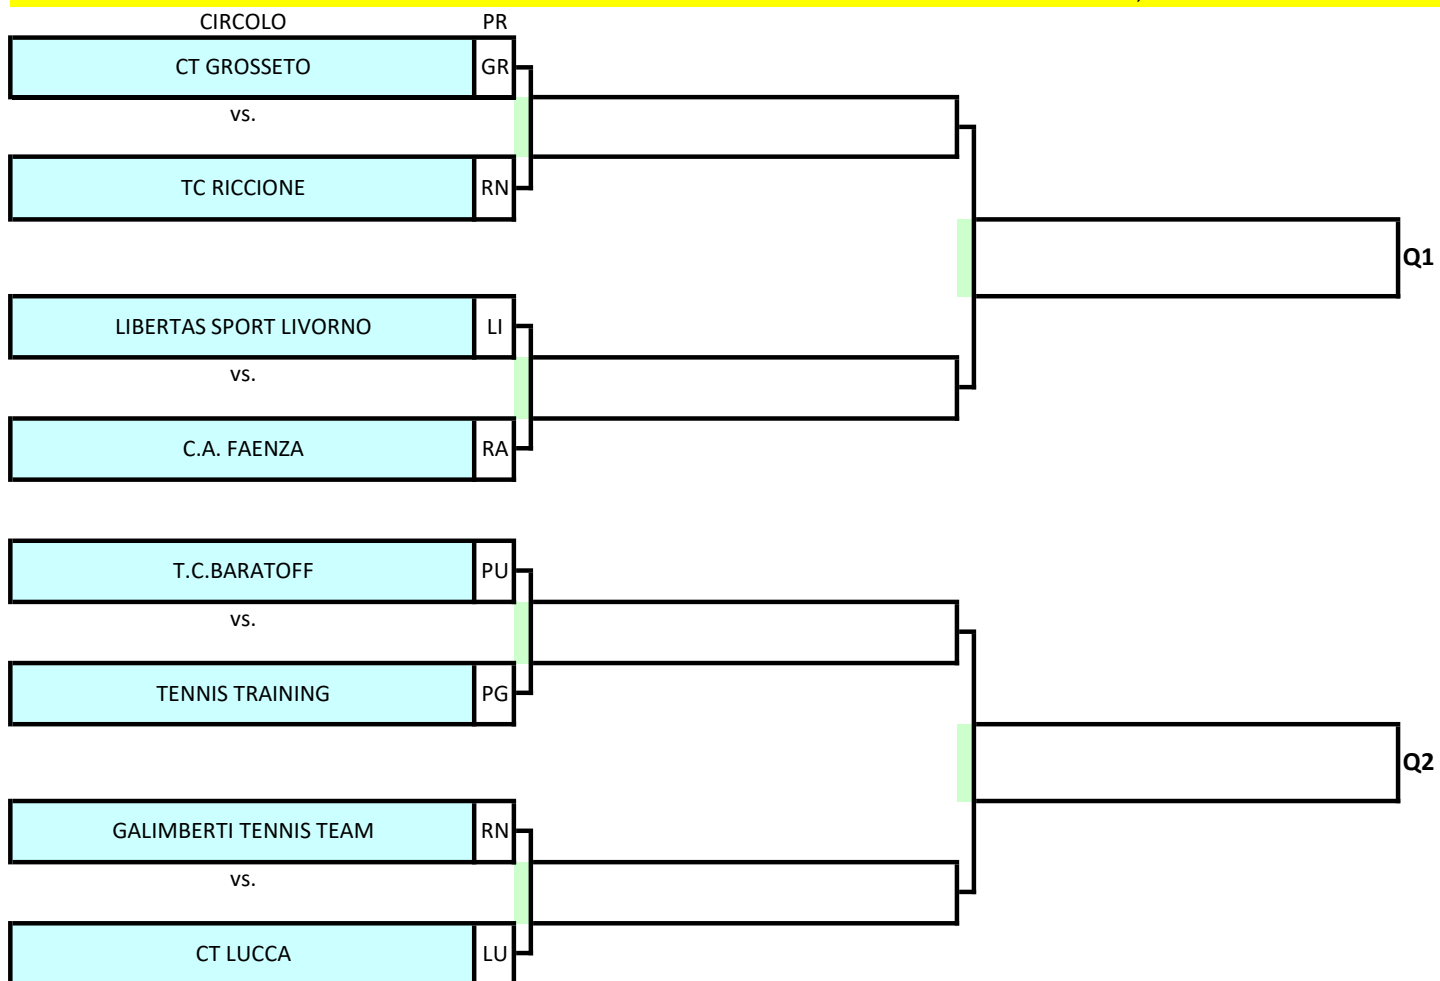 CIRCOLO PR
CT GROSSETO GR
vs.
TC RICCIONE RN
Q1
LIBERTAS SPORT LIVORNO LI
vs.
C.A. FAENZA RA
T.C.BARATOFF PU
vs.
TENNIS TRAINING PG
Q2
GALIMBERTI TENNIS TEAM RN
vs.
CT LUCCA LU